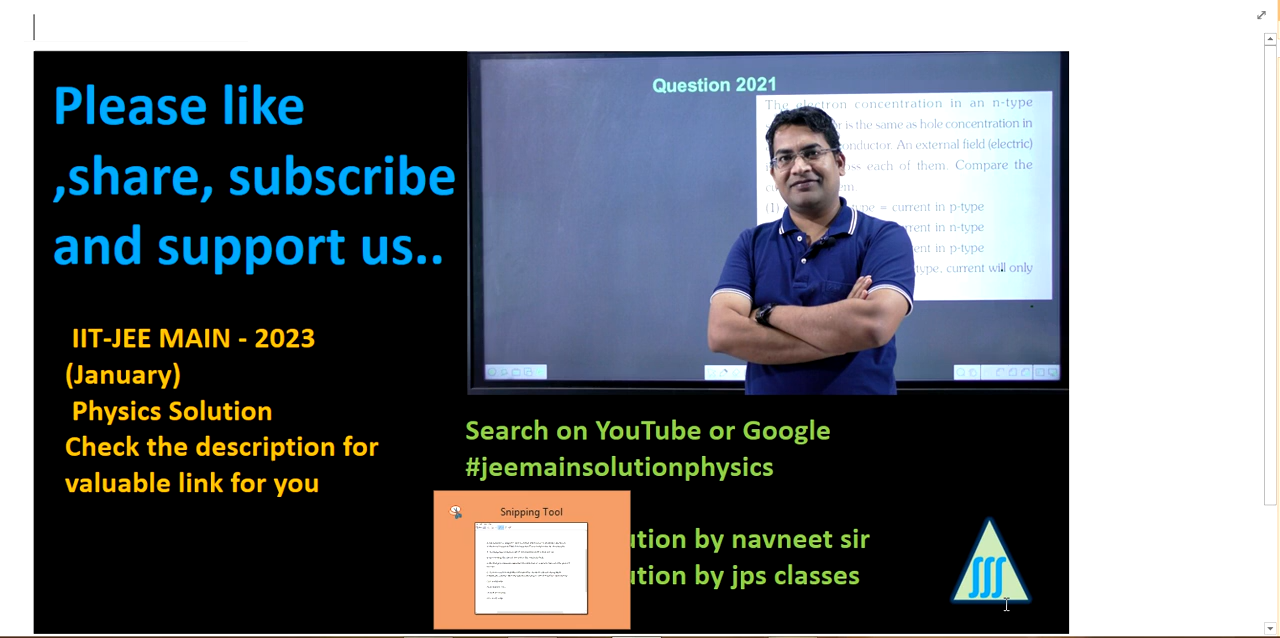 Please like
,share, subscribe
and support us..
IIT-JEE MAIN - 2023
(January)
Physics Solution
Check the description for
valuable link for you
Question 2021
The electron concentration in an n-type
is the same as hole concentration in
An external field (electric)
each of them. Compare the
(1) type = current in p-type
in n-type
in p-type
type, current will only
Search on YouTube or Google
#jeemainsolutionphysics
Snipping Tool
ution by navneet sir
ution by jps classes
∫∫∫